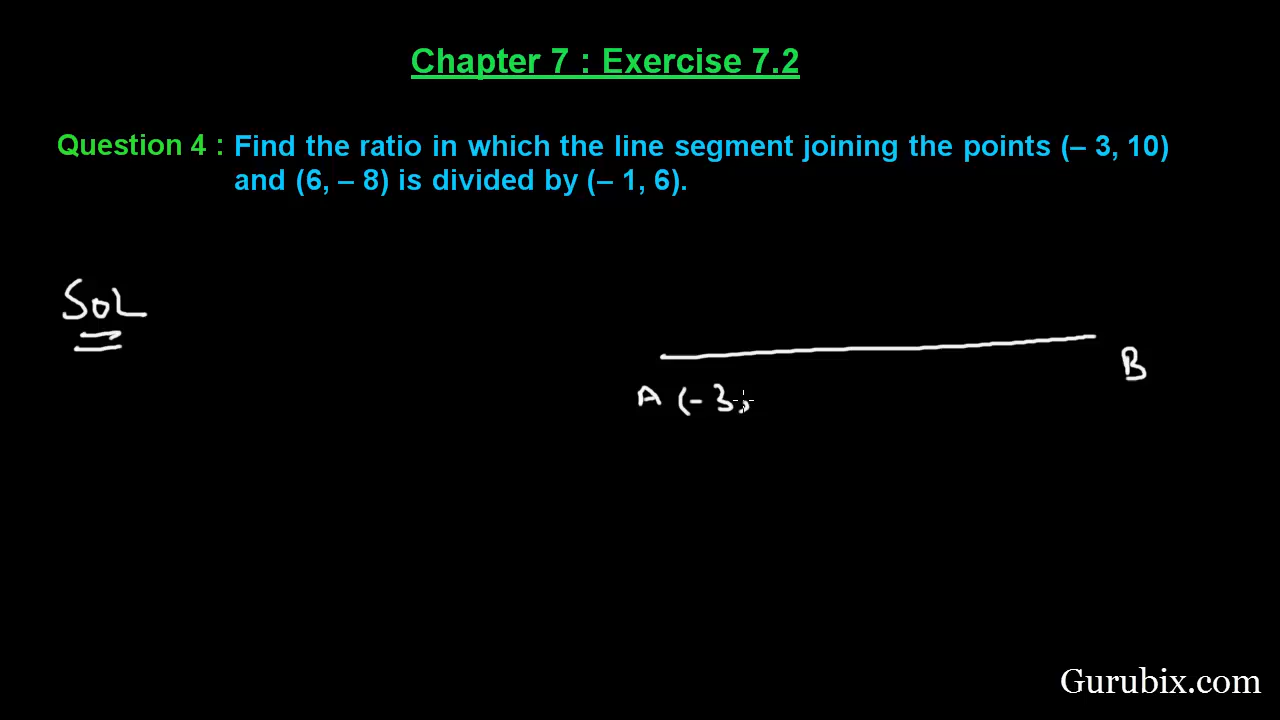 Chapter 7 : Exercise 7.2
Question 4 : Find the ratio in which the line segment joining the points (– 3, 10)
and (6, – 8) is divided by (– 1, 6).
SOL
B
A (- 3,
Gurubix.com